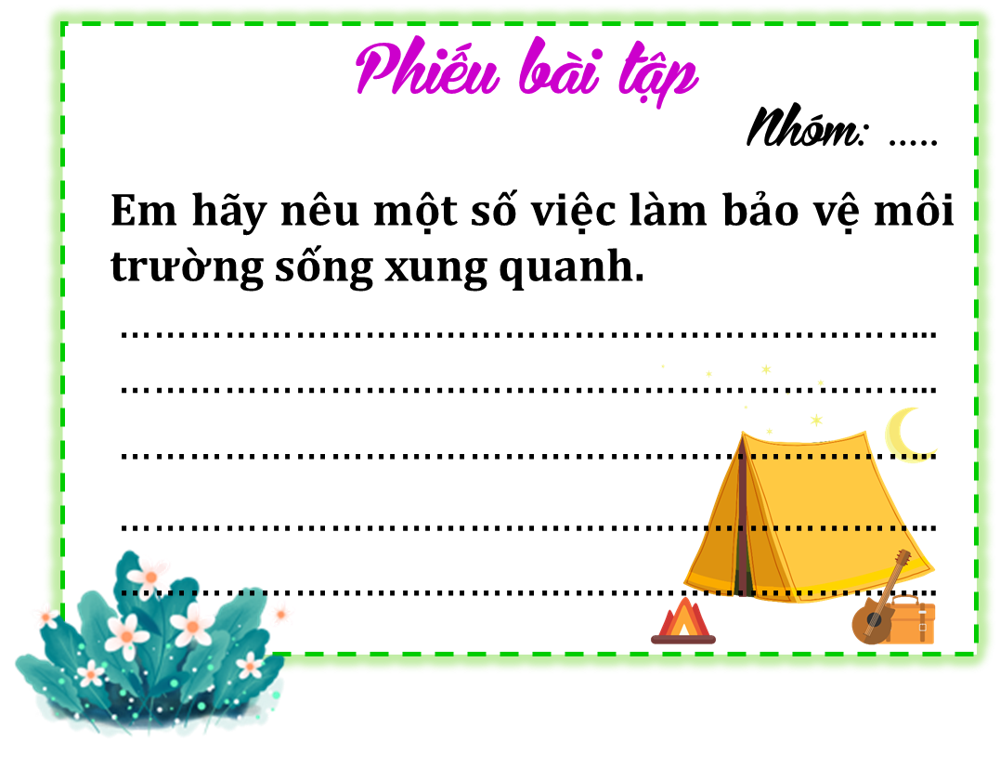 Phiếu bài tập
Nhóm: .....
Em hãy nêu một số việc làm bảo vệ môi
trường sống xung quanh.
……………………………………………………………..
……………………………………………………………..
……………………………………………………………..
……………………………………………………………..
……………………………………………………………..